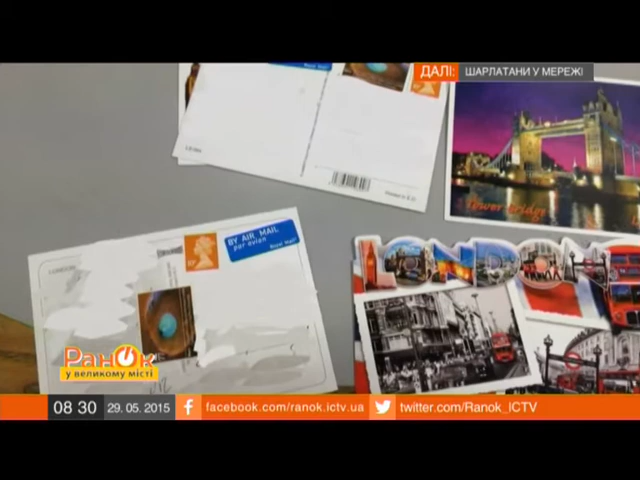 ДАЛІ: ШАРЛАТАНИ У МЕРЕЖІ
Tower Bridge
BY AIR MAIL
par avion
Royal Mail
LONDON
РанОк
у великому місті
08 30 29. 05. 2015 facebook.com/ranok.ictv.ua twitter.com/Ranok_ICTV